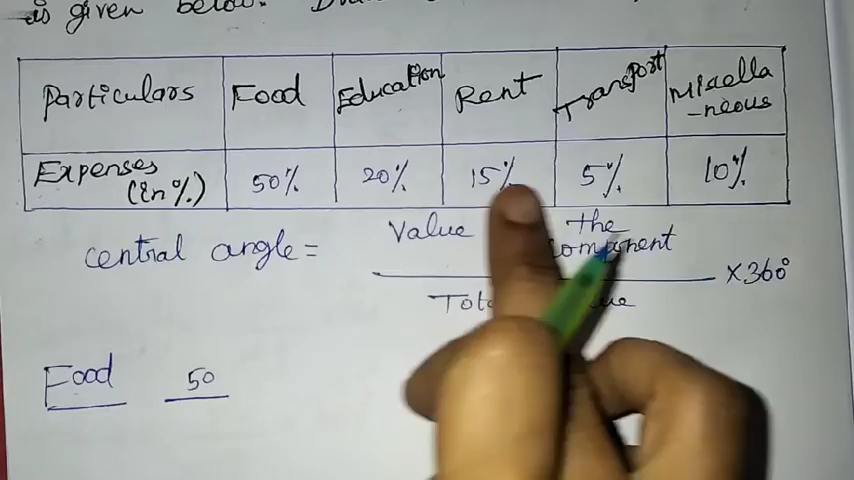 is given below.
Particulars Food Education Rent Transport Miscella
-neous
Expenses
(In %) 50% 20% 15% 5% 10%
central angle = Value the
component
×360°
Food 50